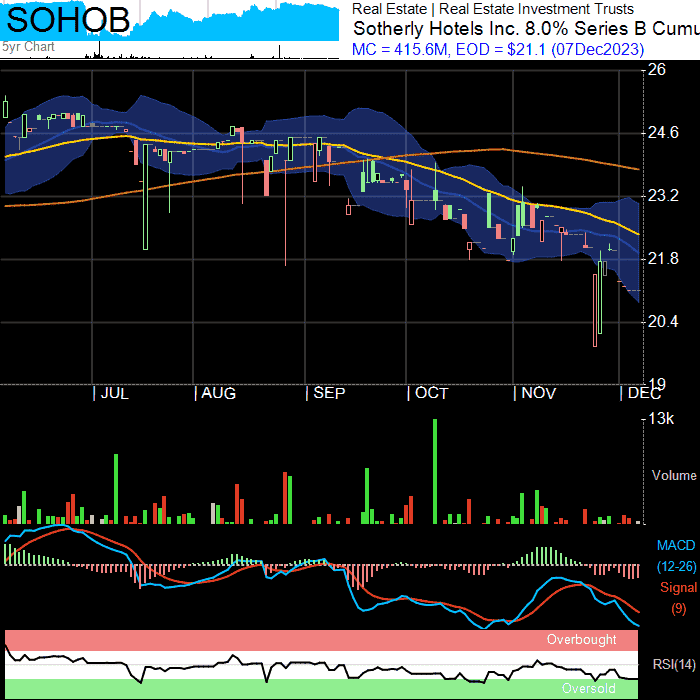 SOHOB
5yr Chart
Real Estate | Real Estate Investment Trusts
Sotherly Hotels Inc. 8.0% Series B Cumu
MC = 415.6M, EOD = $21.1 (07Dec2023)
26
24.6
23.2
21.8
20.4
19
JUL AUG SEP OCT NOV DEC
13k
Volume
MACD
(12-26)
Signal
(9)
Overbought
RSI(14)
Oversold